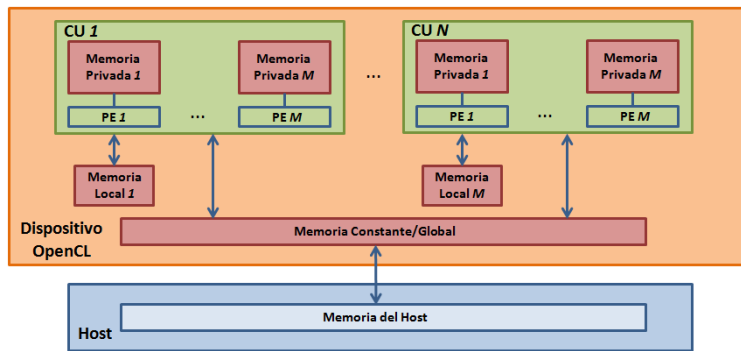 CU 1
CU N
Memoria
Privada 1
Memoria
Privada M
...
Memoria
Privada 1
Memoria
Privada M
PE 1
...
PE M
PE 1
...
PE M
Memoria
Local 1
Memoria
Local M
Dispositivo
OpenCL
Memoria Constante/Global
Memoria del Host
Host